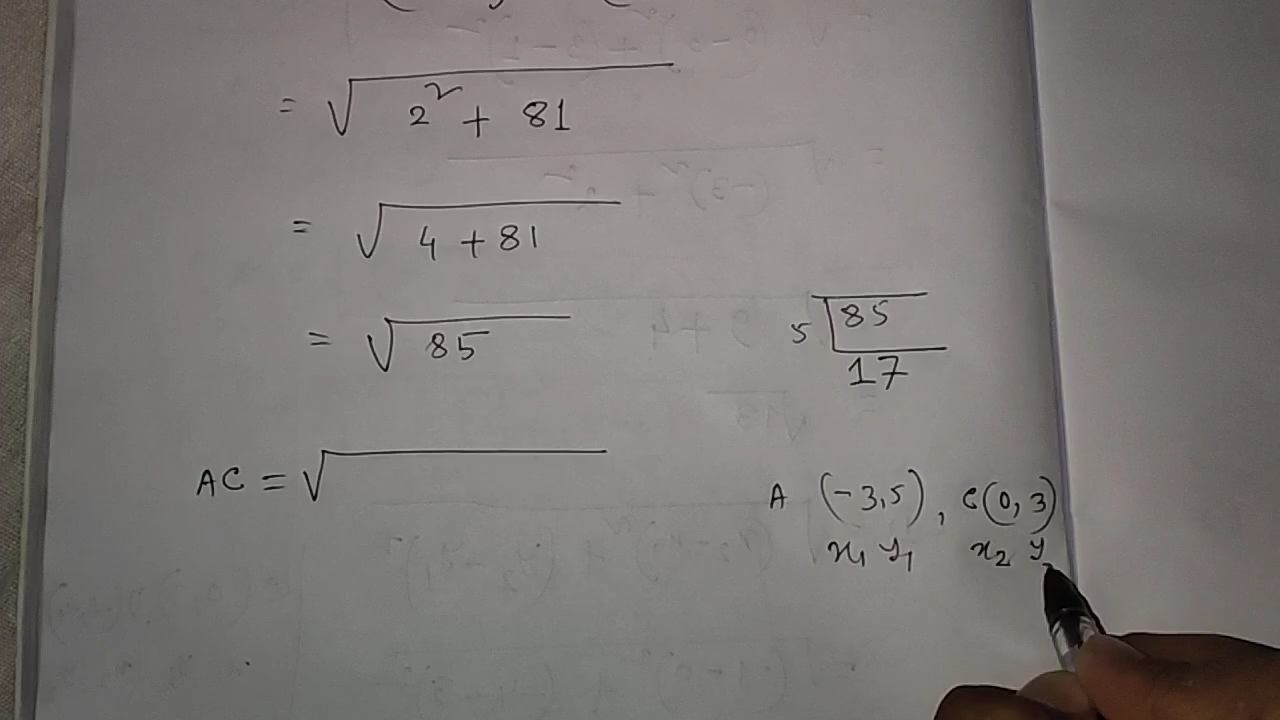 = √ 2² + 81
= √ 4 + 81
= √ 85
5 85
17
AC = √
A (-3,5), C(0,3)
x₁ y₁ x₂ y